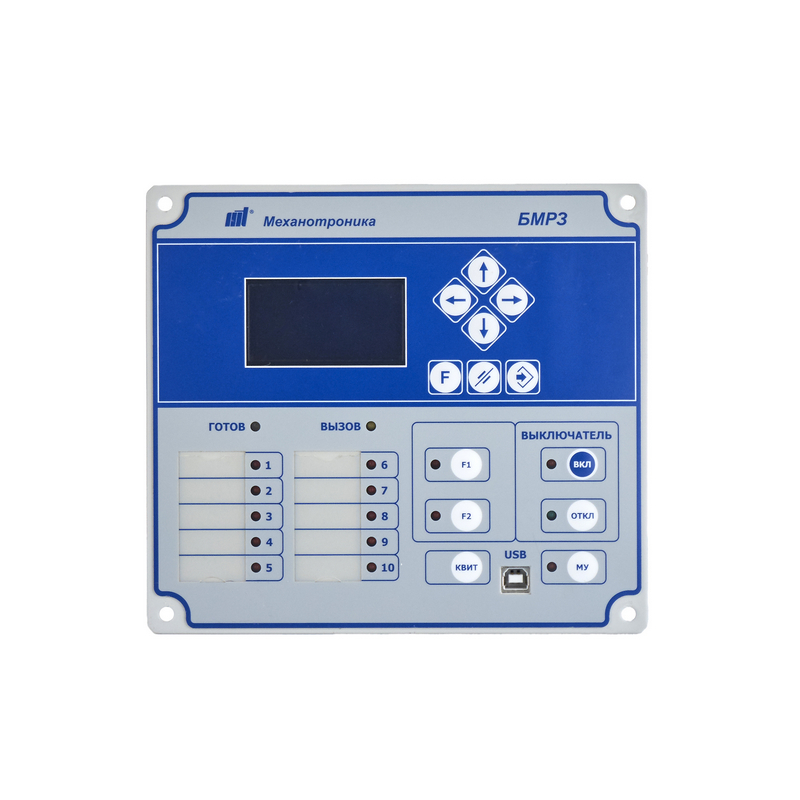 Механотроника
БМРЗ
F
ГОТОВ
ВЫЗОВ
1
2
3
4
5
6
7
8
9
10
F1
F2
КВИТ
USB
ВЫКЛЮЧАТЕЛЬ
ВКЛ
ОТКЛ
МУ